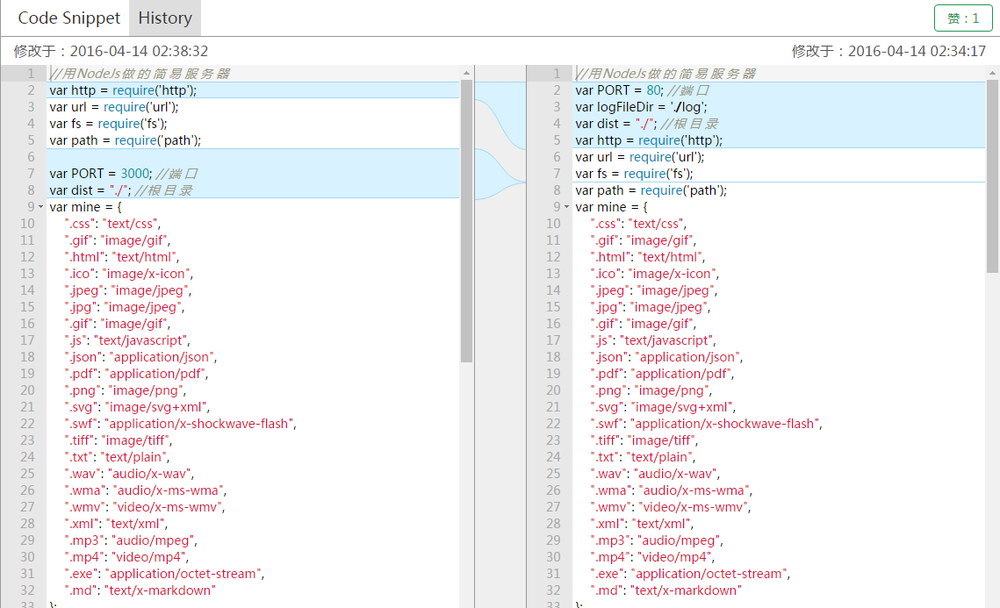 Code Snippet History 赞：1
修改于：2016-04-14 02:38:32 修改于：2016-04-14 02:34:17
1 //用NodeJs做的简易服务器
2 var http = require('http');
3 var url = require('url');
4 var fs = require('fs');
5 var path = require('path');
6
7 var PORT = 3000; //端口
8 var dist = "./"; //根目录
9 var mine = {
10 ".css": "text/css",
11 ".gif": "image/gif",
12 ".html": "text/html",
13 ".ico": "image/x-icon",
14 ".jpeg": "image/jpeg",
15 ".jpg": "image/jpeg",
16 ".gif": "image/gif",
17 ".js": "text/javascript",
18 ".json": "application/json",
19 ".pdf": "application/pdf",
20 ".png": "image/png",
21 ".svg": "image/svg+xml",
22 ".swf": "application/x-shockwave-flash",
23 ".tiff": "image/tiff",
24 ".txt": "text/plain",
25 ".wav": "audio/x-wav",
26 ".wma": "audio/x-ms-wma",
27 ".wmv": "video/x-ms-wmv",
28 ".xml": "text/xml",
29 ".mp3": "audio/mpeg",
30 ".mp4": "video/mp4",
31 ".exe": "application/octet-stream",
32 ".md": "text/x-markdown"
33 };
1 //用NodeJs做的简易服务器
2 var PORT = 80; //端口
3 var logFileDir = './log';
4 var dist = "./"; //根目录
5 var http = require('http');
6 var url = require('url');
7 var fs = require('fs');
8 var path = require('path');
9 var mine = {
10 ".css": "text/css",
11 ".gif": "image/gif",
12 ".html": "text/html",
13 ".ico": "image/x-icon",
14 ".jpeg": "image/jpeg",
15 ".jpg": "image/jpeg",
16 ".gif": "image/gif",
17 ".js": "text/javascript",
18 ".json": "application/json",
19 ".pdf": "application/pdf",
20 ".png": "image/png",
21 ".svg": "image/svg+xml",
22 ".swf": "application/x-shockwave-flash",
23 ".tiff": "image/tiff",
24 ".txt": "text/plain",
25 ".wav": "audio/x-wav",
26 ".wma": "audio/x-ms-wma",
27 ".wmv": "video/x-ms-wmv",
28 ".xml": "text/xml",
29 ".mp3": "audio/mpeg",
30 ".mp4": "video/mp4",
31 ".exe": "application/octet-stream",
32 ".md": "text/x-markdown"
33 };